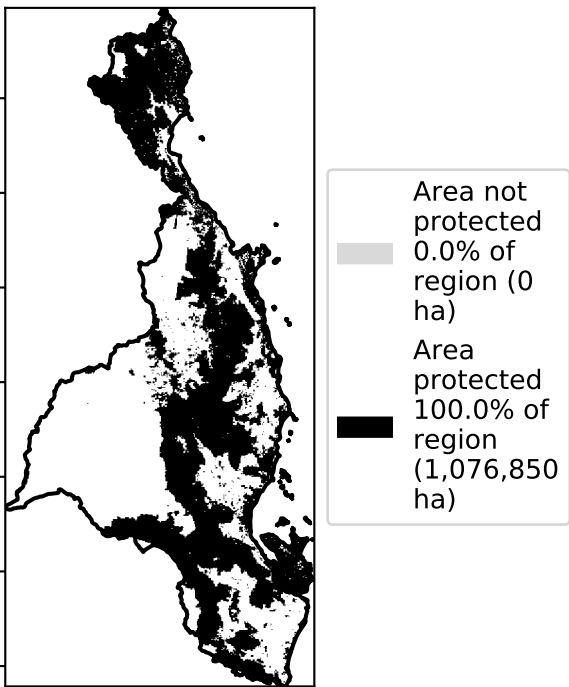 Area not
protected
0.0% of
region (0
ha)
Area
protected
100.0% of
region
(1,076,850
ha)